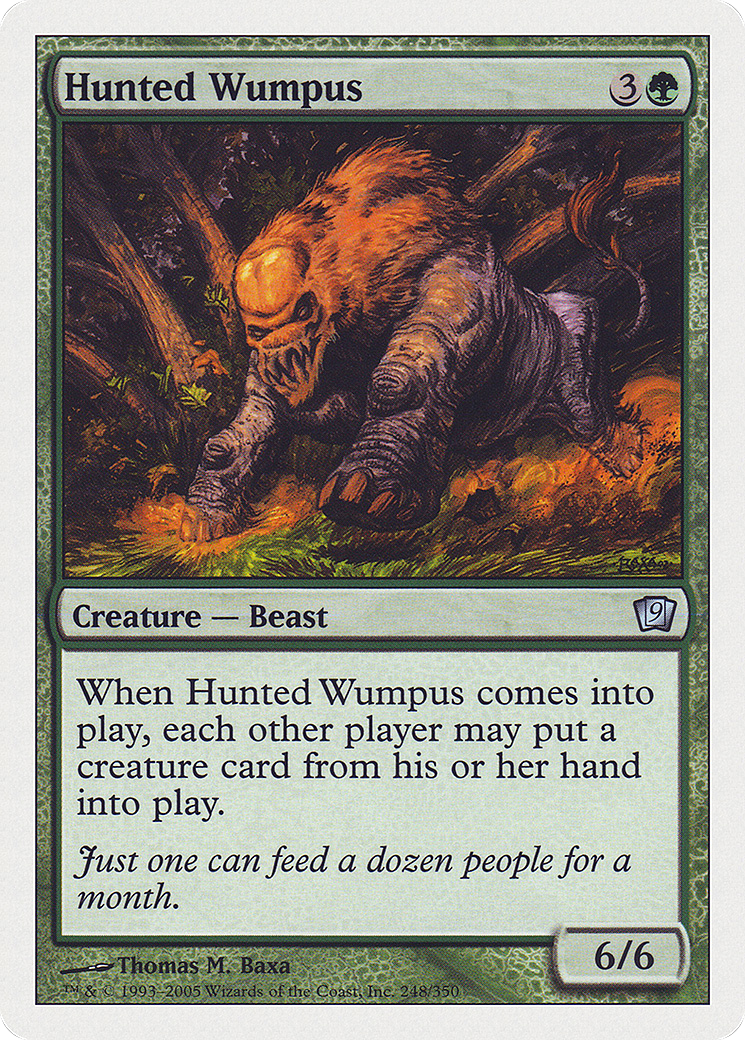 Hunted Wumpus 3
Creature — Beast 9
When Hunted Wumpus comes into
play, each other player may put a
creature card from his or her hand
into play.
Just one can feed a dozen people for a
month.
6/6
Thomas M. Baxa
™ & © 1993–2005 Wizards of the Coast, Inc. 248/350